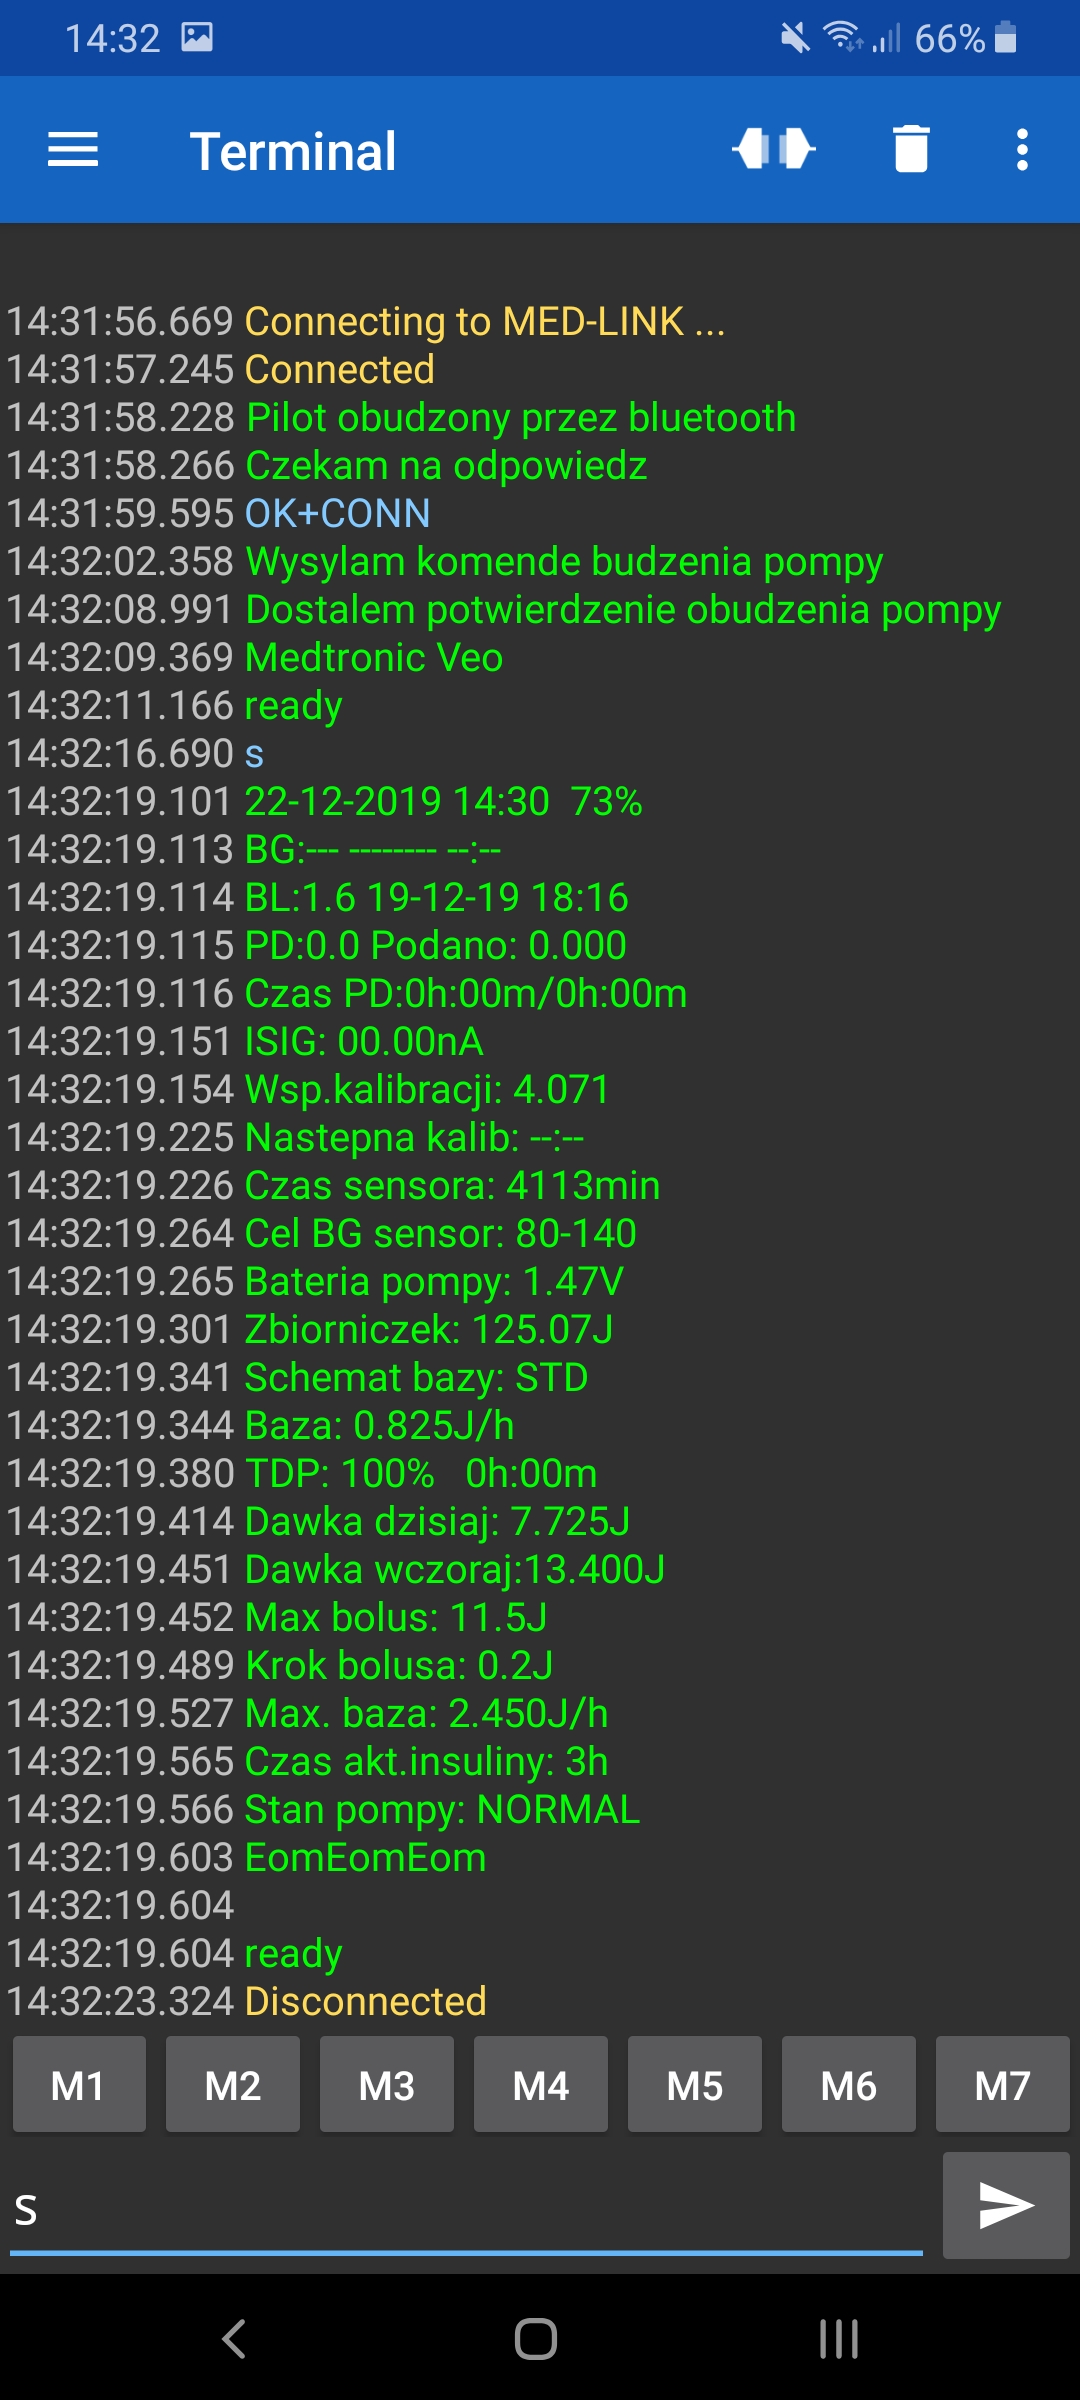 14:32 66%
Terminal
14:31:56.669 Connecting to MED-LINK ...
14:31:57.245 Connected
14:31:58.228 Pilot obudzony przez bluetooth
14:31:58.266 Czekam na odpowiedz
14:31:59.595 OK+CONN
14:32:02.358 Wysylam komende budzenia pompy
14:32:08.991 Dostalem potwierdzenie obudzenia pompy
14:32:09.369 Medtronic Veo
14:32:11.166 ready
14:32:16.690 s
14:32:19.101 22-12-2019 14:30  73%
14:32:19.113 BG:--- -------- --:--
14:32:19.114 BL:1.6 19-12-19 18:16
14:32:19.115 PD:0.0 Podano: 0.000
14:32:19.116 Czas PD:0h:00m/0h:00m
14:32:19.151 ISIG: 00.00nA
14:32:19.154 Wsp.kalibracji: 4.071
14:32:19.225 Nastepna kalib: --:--
14:32:19.226 Czas sensora: 4113min
14:32:19.264 Cel BG sensor: 80-140
14:32:19.265 Bateria pompy: 1.47V
14:32:19.301 Zbiorniczek: 125.07J
14:32:19.341 Schemat bazy: STD
14:32:19.344 Baza: 0.825J/h
14:32:19.380 TDP: 100%   0h:00m
14:32:19.414 Dawka dzisiaj: 7.725J
14:32:19.451 Dawka wczoraj:13.400J
14:32:19.452 Max bolus: 11.5J
14:32:19.489 Krok bolusa: 0.2J
14:32:19.527 Max. baza: 2.450J/h
14:32:19.565 Czas akt.insuliny: 3h
14:32:19.566 Stan pompy: NORMAL
14:32:19.603 EomEomEom
14:32:19.604
14:32:19.604 ready
14:32:23.324 Disconnected
M1 M2 M3 M4 M5 M6 M7
s